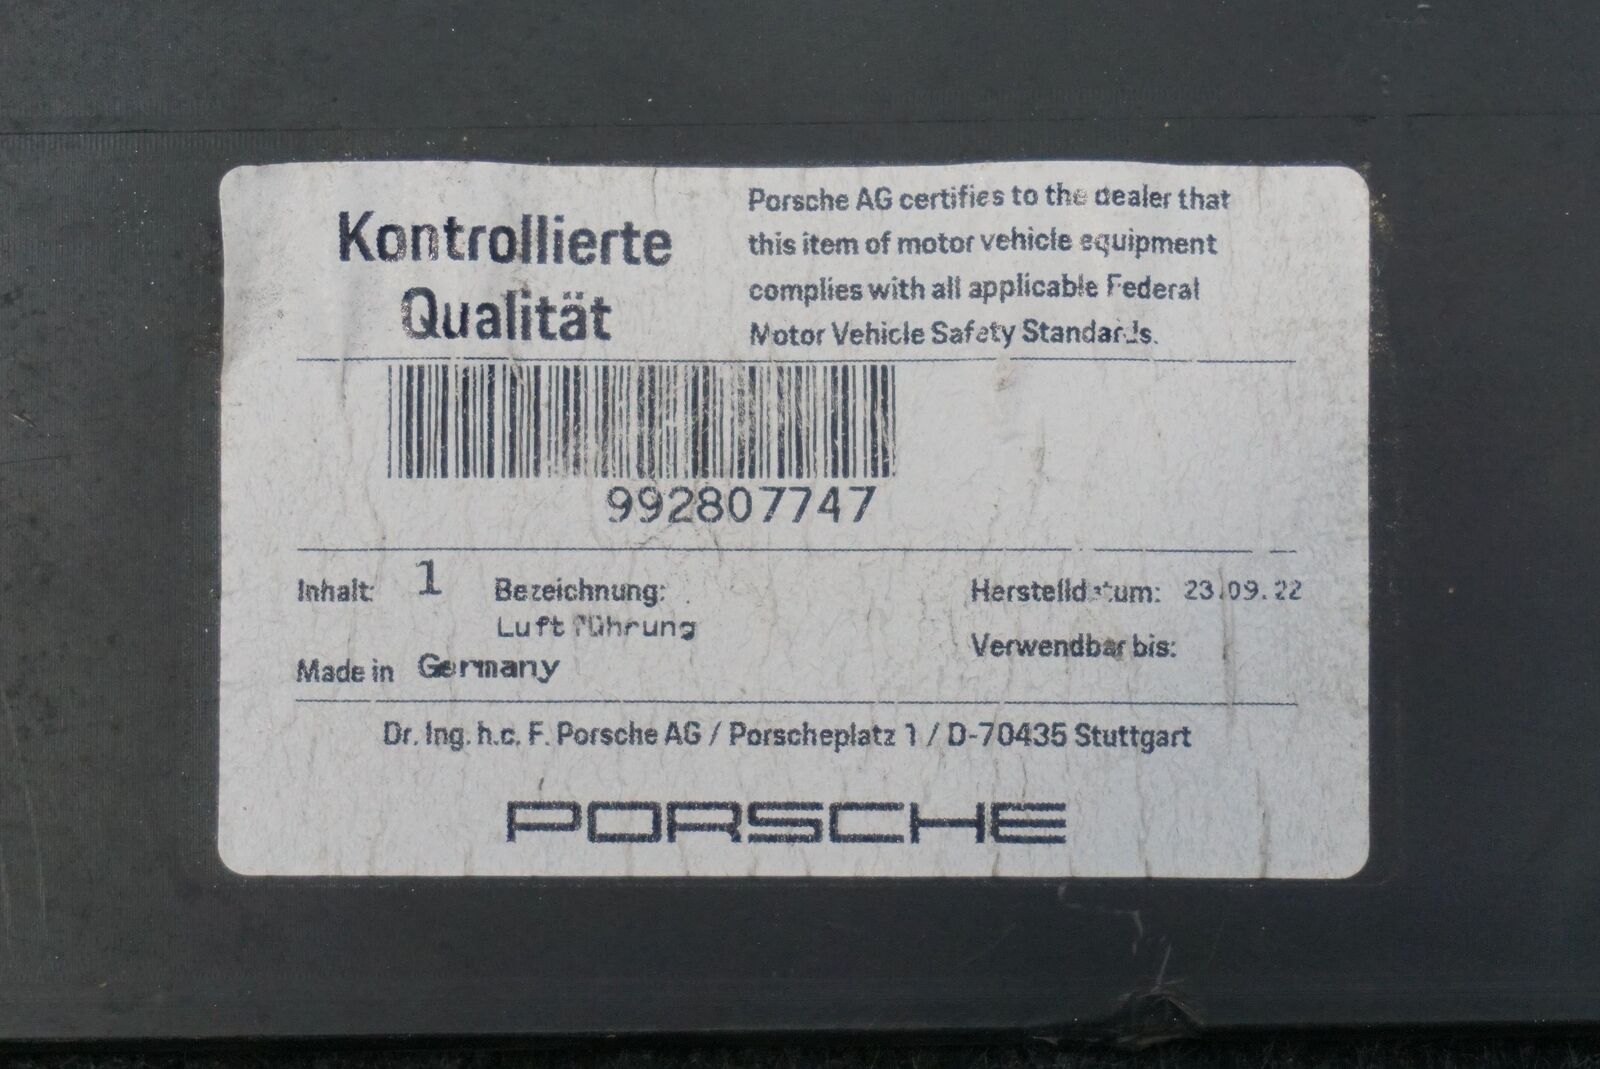 Kontrollierte
Qualität
Porsche AG certifies to the dealer that
this item of motor vehicle equipment
complies with all applicable Federal
Motor Vehicle Safety Standards.
992807747
Inhalt: 1 Bezeichnung:
Luftführung
Made in Germany
Herstelldatum: 23.09.22
Verwendbar bis:
Dr. Ing. h.c. F. Porsche AG / Porscheplatz 1 / D-70435 Stuttgart
PORSCHE